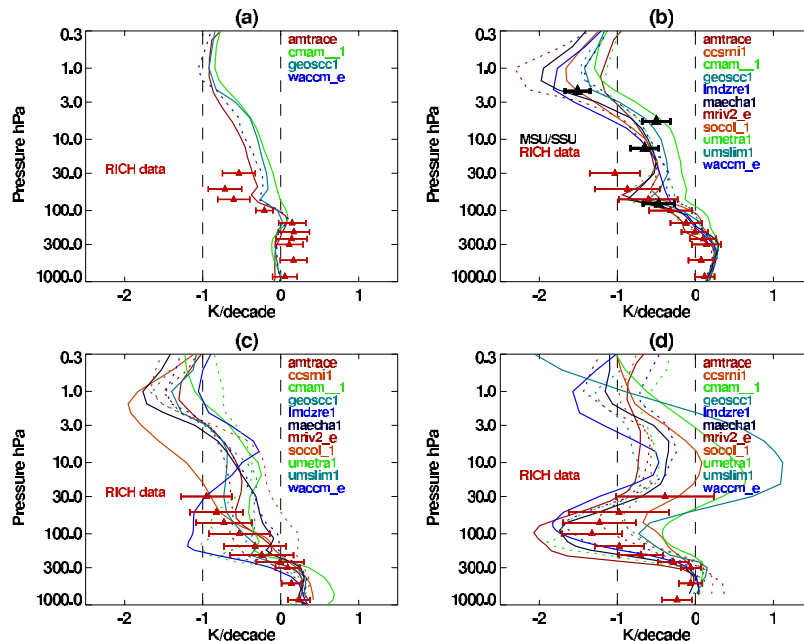 (a)
0.3
1.0
3.0
10.0
30.0
100.0
300.0
1000.0
Pressure hPa
-2 -1 0 1
K/decade
RICH data
amtrace
cmam__1
geoscc1
waccm_e
(b)
0.3
1.0
3.0
10.0
30.0
100.0
300.0
1000.0
Pressure hPa
-2 -1 0 1
K/decade
MSU/SSU
RICH data
amtrace
ccsrni1
cmam__1
geoscc1
lmdzre1
maecha1
mriv2_e
socol_1
umetra1
umslim1
waccm_e
(c)
0.3
1.0
3.0
10.0
30.0
100.0
300.0
1000.0
Pressure hPa
-2 -1 0 1
K/decade
RICH data
amtrace
ccsrni1
cmam__1
geoscc1
lmdzre1
maecha1
mriv2_e
socol_1
umetra1
umslim1
waccm_e
(d)
0.3
1.0
3.0
10.0
30.0
100.0
300.0
1000.0
Pressure hPa
-2 -1 0 1
K/decade
RICH data
amtrace
ccsrni1
cmam__1
geoscc1
lmdzre1
maecha1
mriv2_e
socol_1
umetra1
umslim1
waccm_e